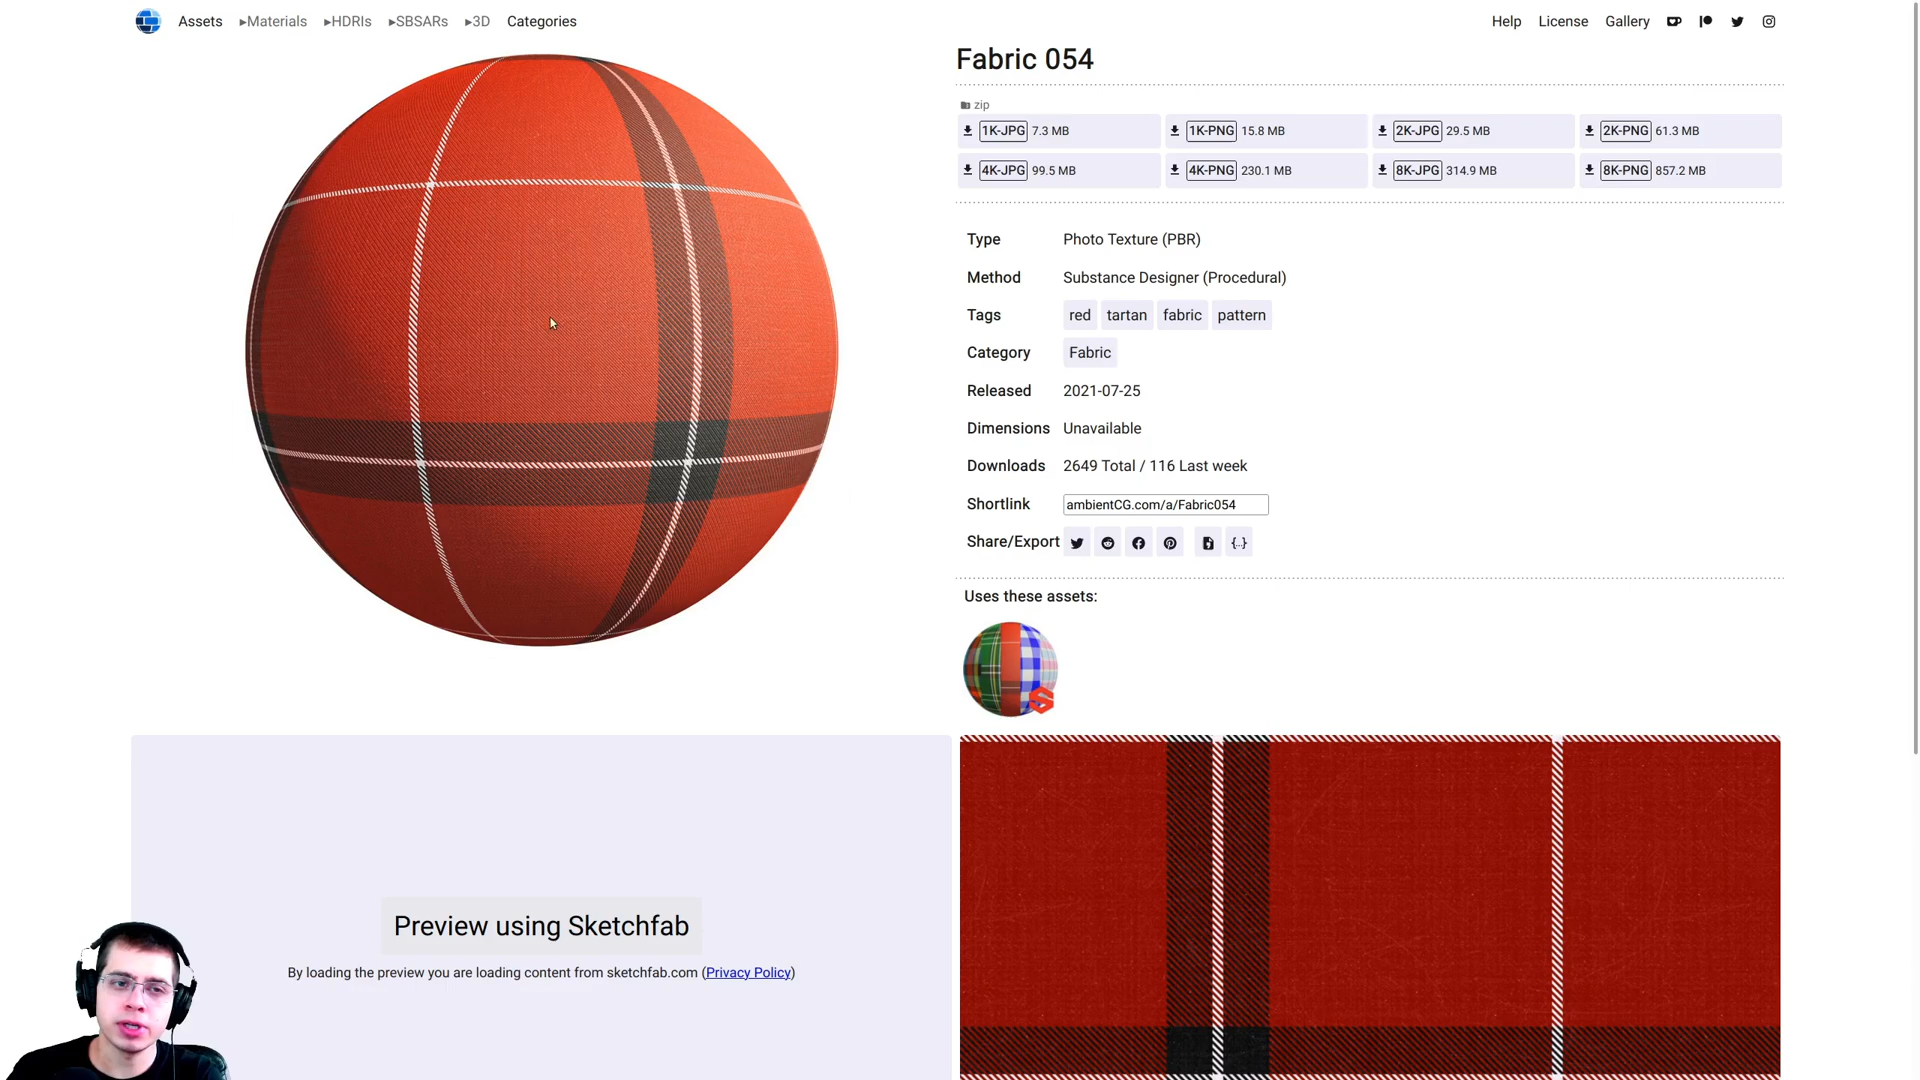 Assets ▸Materials ▸HDRIs ▸SBSARs ▸3D Categories Help License Gallery
Fabric 054
zip
1K-JPG 7.3 MB 1K-PNG 15.8 MB 2K-JPG 29.5 MB 2K-PNG 61.3 MB
4K-JPG 99.5 MB 4K-PNG 230.1 MB 8K-JPG 314.9 MB 8K-PNG 857.2 MB
Type Photo Texture (PBR)
Method Substance Designer (Procedural)
Tags red tartan fabric pattern
Category Fabric
Released 2021-07-25
Dimensions Unavailable
Downloads 2649 Total / 116 Last week
Shortlink ambientCG.com/a/Fabric054
Share/Export {..}
Uses these assets:
Preview using Sketchfab
By loading the preview you are loading content from sketchfab.com (Privacy Policy)